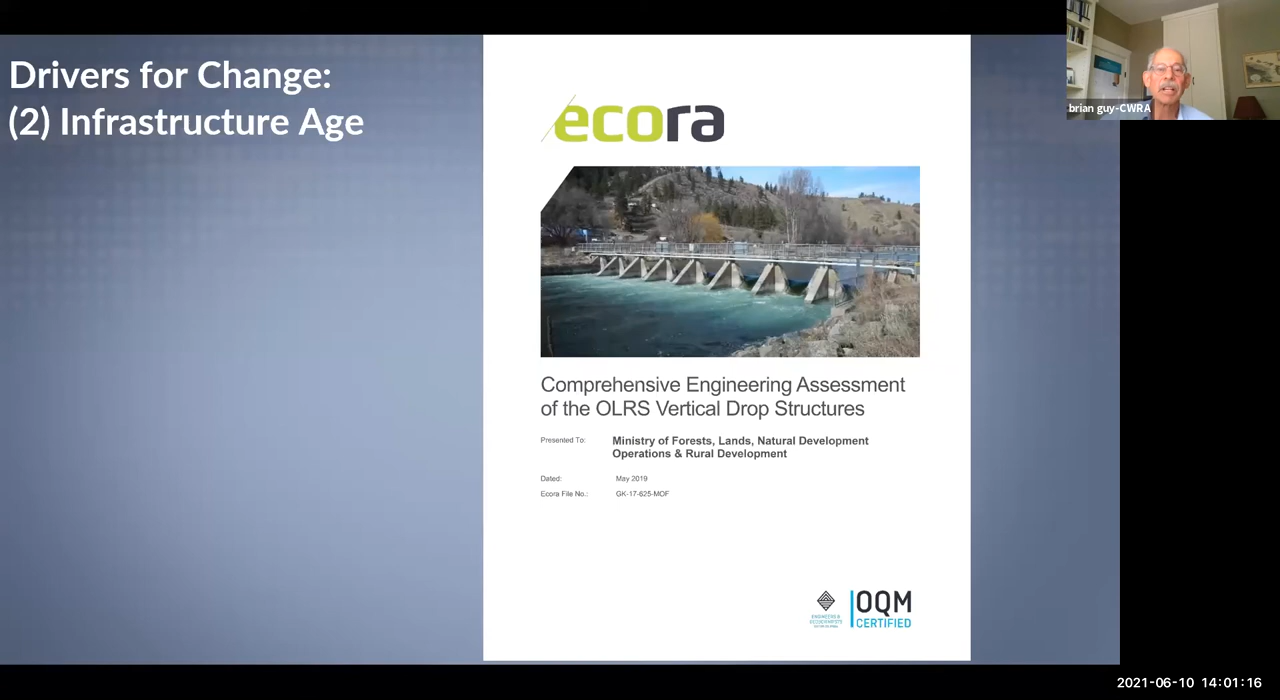 Drivers for Change:
(2) Infrastructure Age
brian guy-CWRA
ecora
Comprehensive Engineering Assessment
of the OLRS Vertical Drop Structures
Presented To:
Ministry of Forests, Lands, Natural Development
Operations & Rural Development
Dated:
May 2019
Ecora File No.:
GK-17-625-MOF
ENGINEERS &
OQM
CERTIFIED
2021-06-10 14:01:16